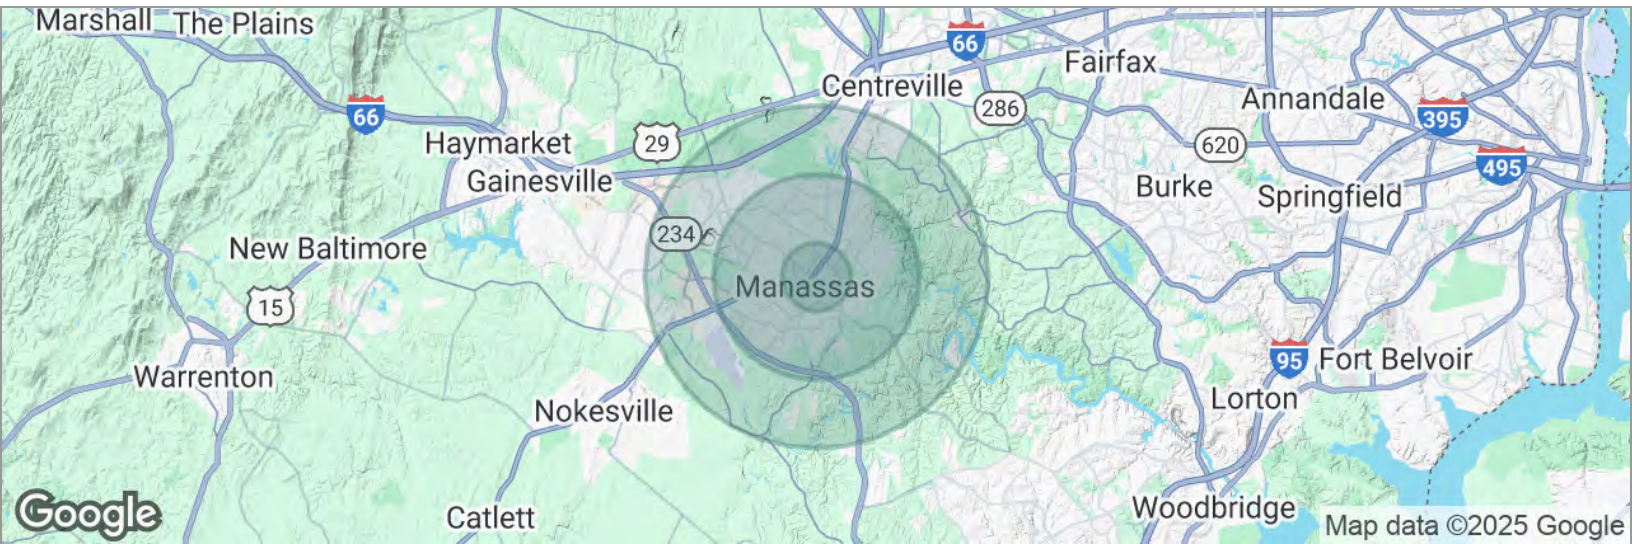 Marshall
The Plains
66
Fairfax
Centreville
66
286
Annandale
395
Haymarket
29
620
495
Gainesville
Burke
Springfield
234
New Baltimore
Manassas
15
95
Fort Belvoir
Warrenton
Lorton
Nokesville
Woodbridge
Catlett
Google
Map data ©2025 Google